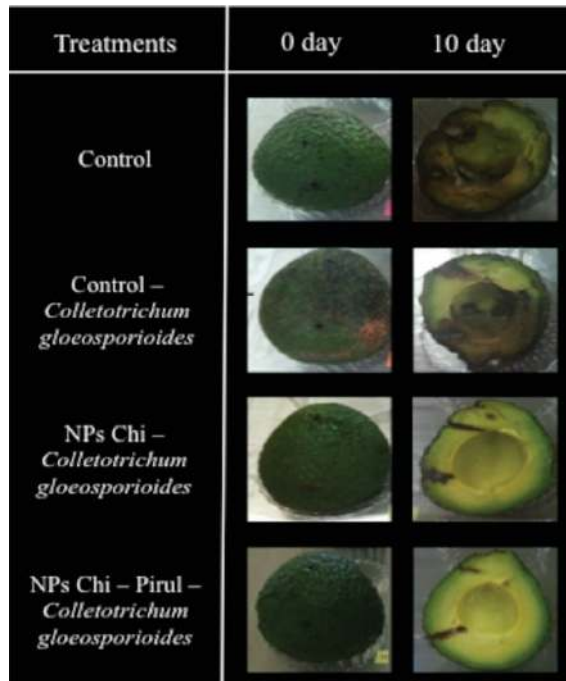 Treatments 0 day 10 day
Control
Control –
Colletotrichum
gloeosporioides
NPs Chi –
Colletotrichum
gloeosporioides
NPs Chi – Pirul –
Colletotrichum
gloeosporioides